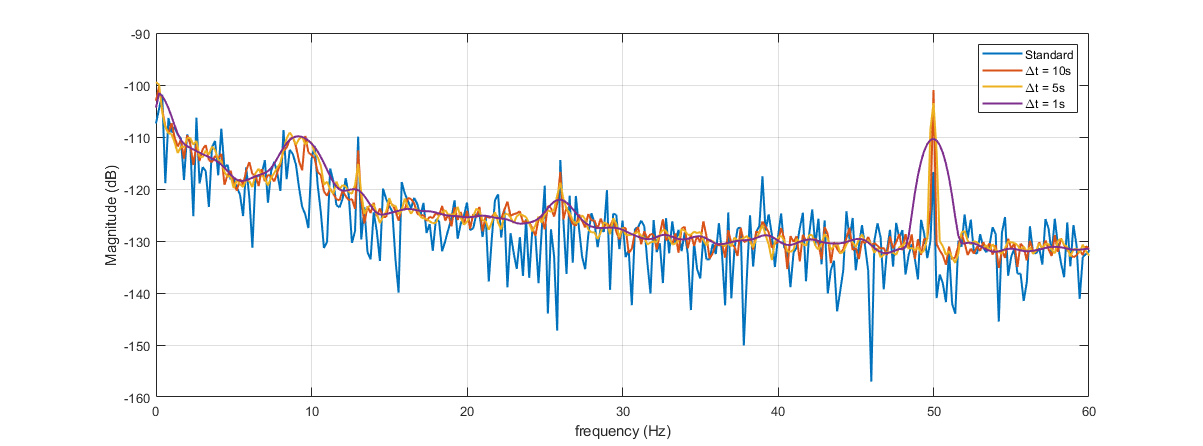 -90
-100
-110
-120
-130
-140
-150
-160
Magnitude (dB)
0 10 20 30 40 50 60
frequency (Hz)
Standard
Δt = 10s
Δt = 5s
Δt = 1s